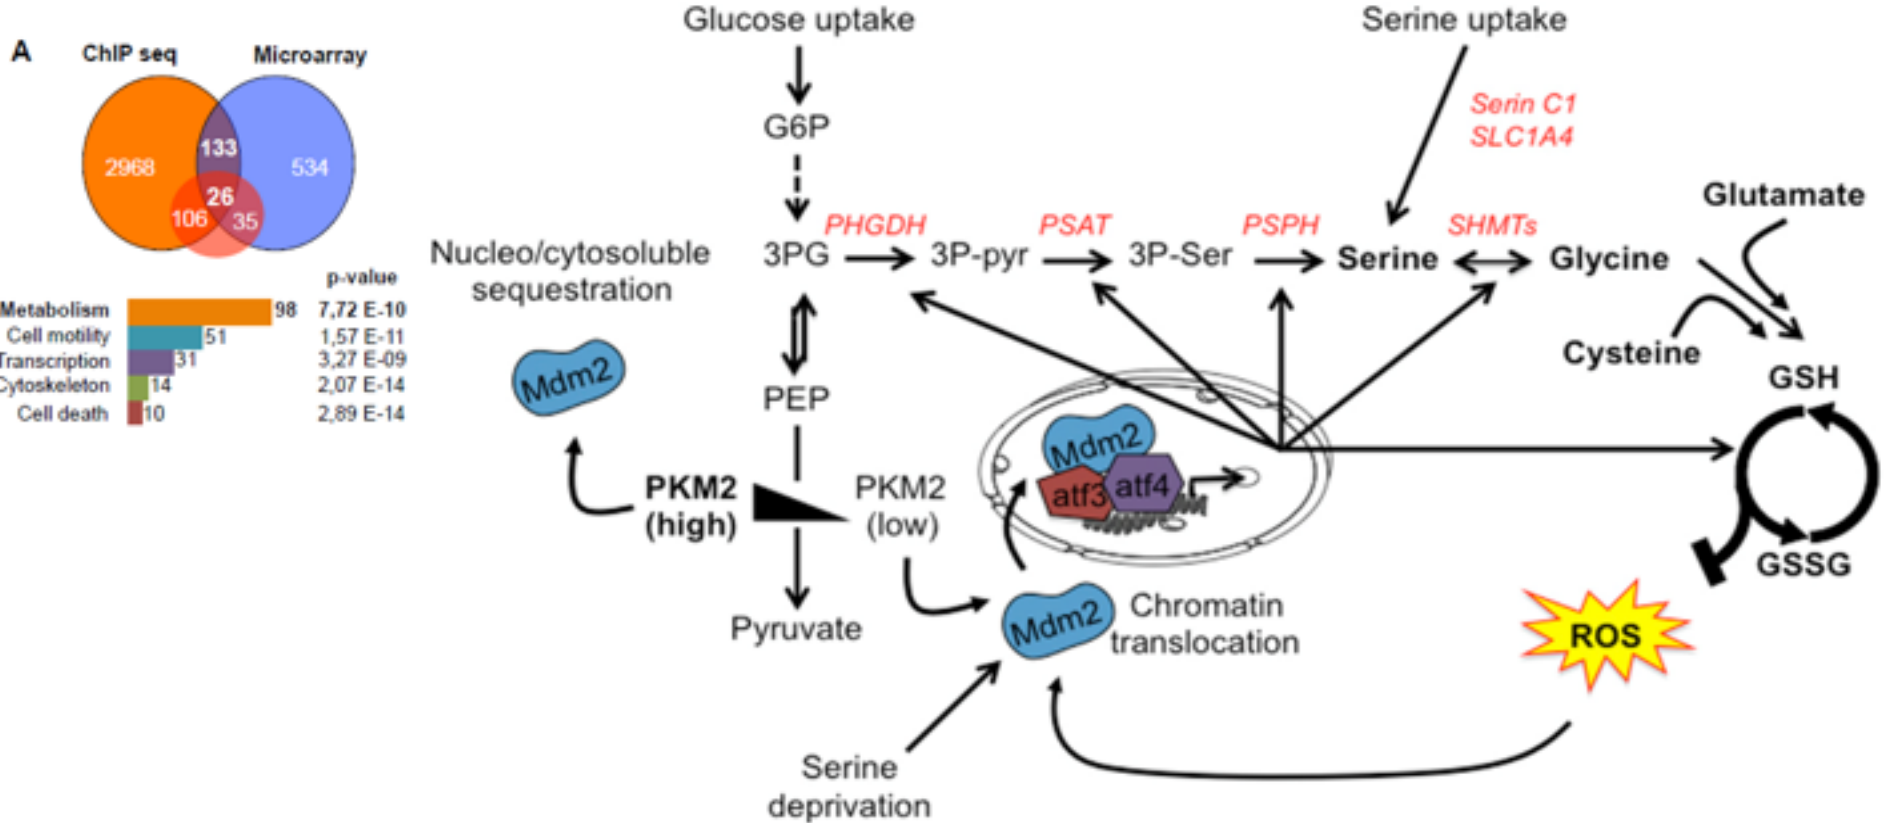 A
ChIP seq
Microarray
2968
133
534
26
106
35
p-value
Metabolism 98 7,72 E-10
Cell motility 51 1,57 E-11
Transcription 31 3,27 E-09
Cytoskeleton 14 2,07 E-14
Cell death 10 2,89 E-14
Glucose uptake
G6P
3PG
PHGDH
3P-pyr
PSAT
3P-Ser
PSPH
Serine
SHMTs
Glycine
Serine uptake
Serin C1
SLC1A4
Glutamate
Cysteine
GSH
GSSG
ROS
Nucleo/cytosoluble
sequestration
Mdm2
PEP
PKM2
(high)
PKM2
(low)
Pyruvate
Mdm2
atf3
atf4
Mdm2
Chromatin
translocation
Serine
deprivation